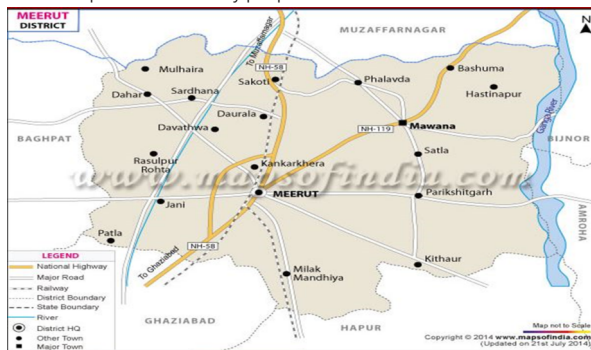 MEERUT
DISTRICT
To Muzaffarnagar
MUZAFFARNAGAR
N
NH-58
Mulhaira
Sakoti
Phalavda
Bashuma
Hastinapur
Dahar
Sardhana
Daurala
Davathwa
NH-119
Mawana
Ganga River
BAGHPAT
BIJNOR
Satla
Rasulpur
Rohta
Kankarkhera
www.mapsofindia.com
MEERUT
Parikshitgarh
Jani
AMROHA
Patla
NH-58
To Ghaziabad
Kithaur
Milak
Mandhiya
LEGEND
National Highway
Major Road
Railway
District Boundary
State Boundary
River
District HQ
Other Town
Major Town
GHAZIABAD
HAPUR
Map not to Scale
Copyright © 2014 www.mapsofindia.com
(Updated on 21st July 2014)